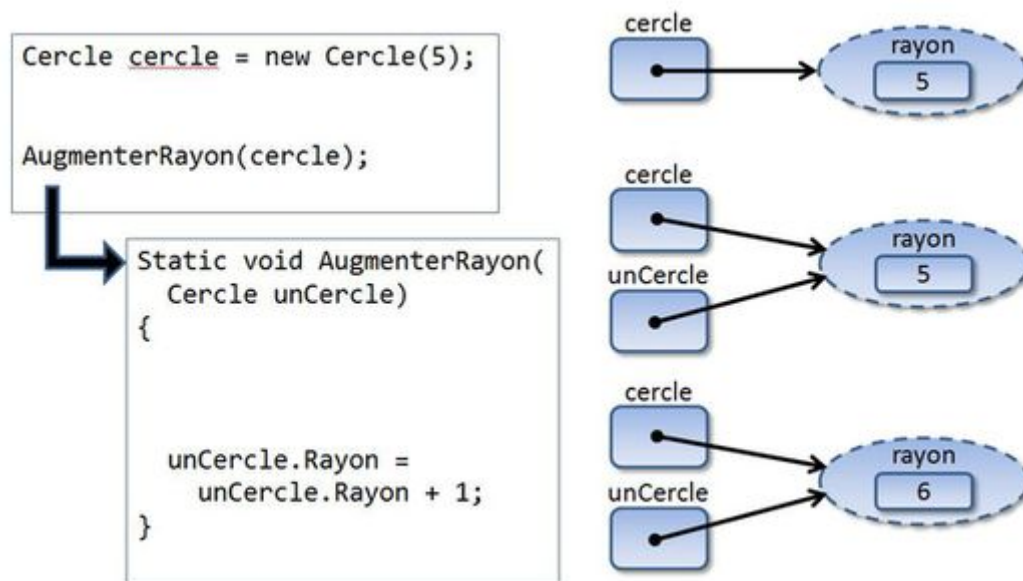 Cercle cercle = new Cercle(5);
AugmenterRayon(cercle);
Static void AugmenterRayon(
Cercle unCercle)
{
unCercle.Rayon =
unCercle.Rayon + 1;
}
cercle
rayon
5
cercle
unCercle
rayon
5
cercle
unCercle
rayon
6